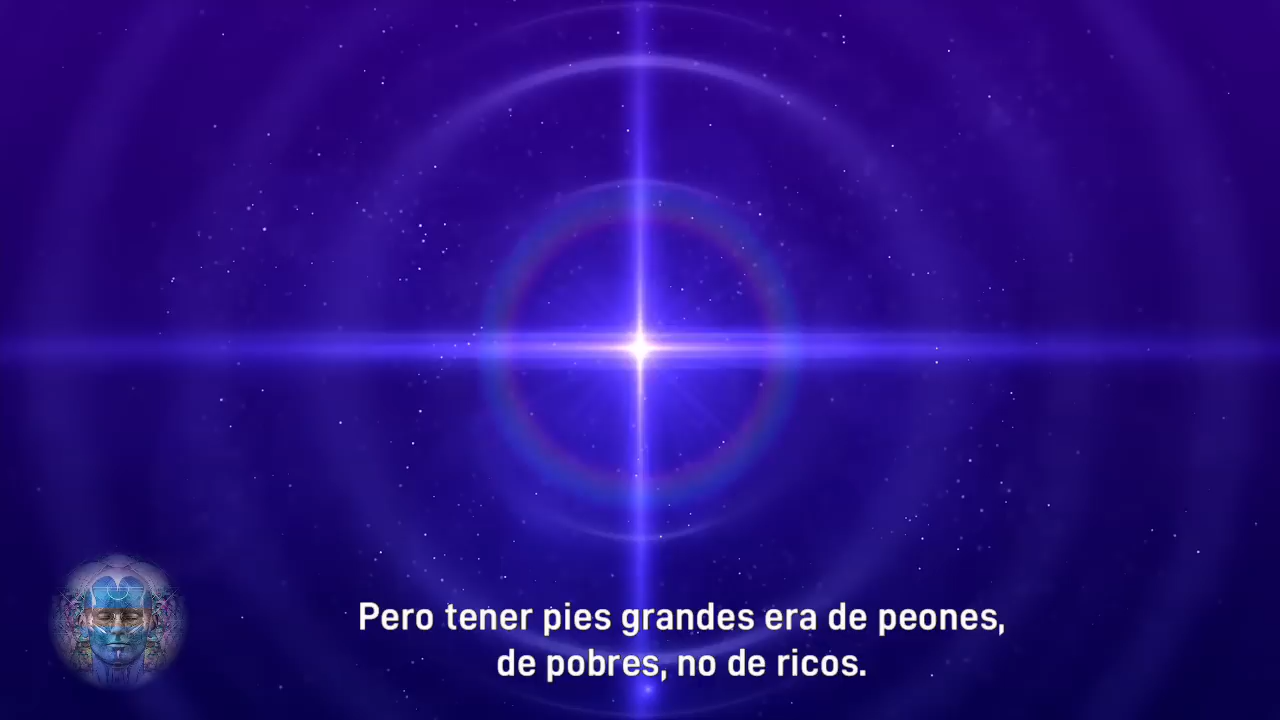 Pero tener pies grandes era de peones,
de pobres, no de ricos.